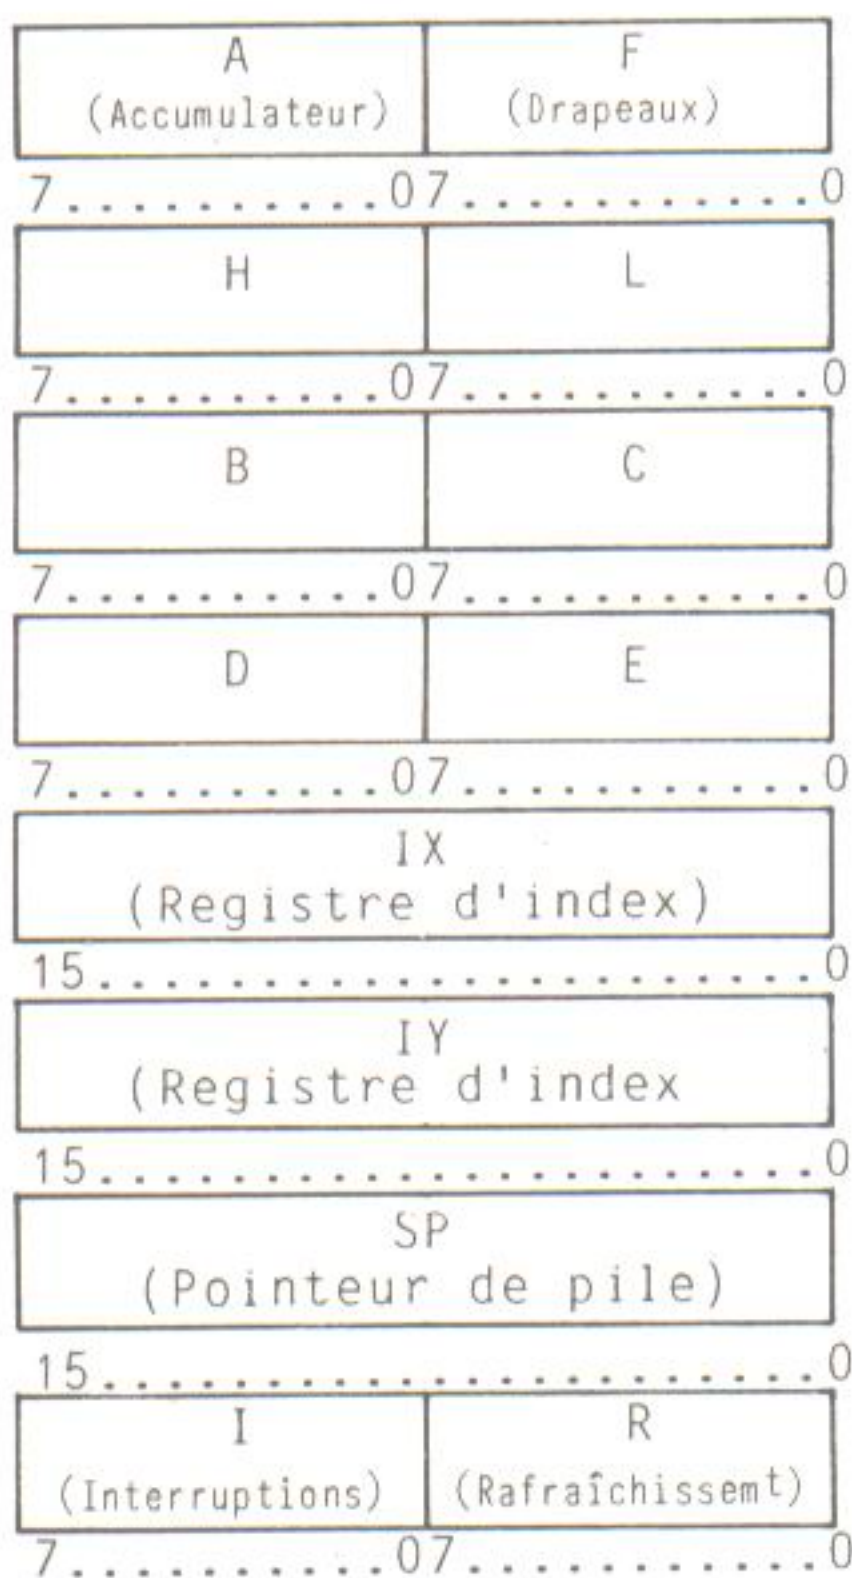 A F
(Accumulateur) (Drapeaux)
7..........07...........0
H L
7..........07...........0
B C
7..........07...........0
D E
7..........07...........0
IX
(Registre d'index)
15......................0
IY
(Registre d'index
15......................0
SP
(Pointeur de pile)
15......................0
I R
(Interruptions) (Rafraîchissemt)
7..........07...........0